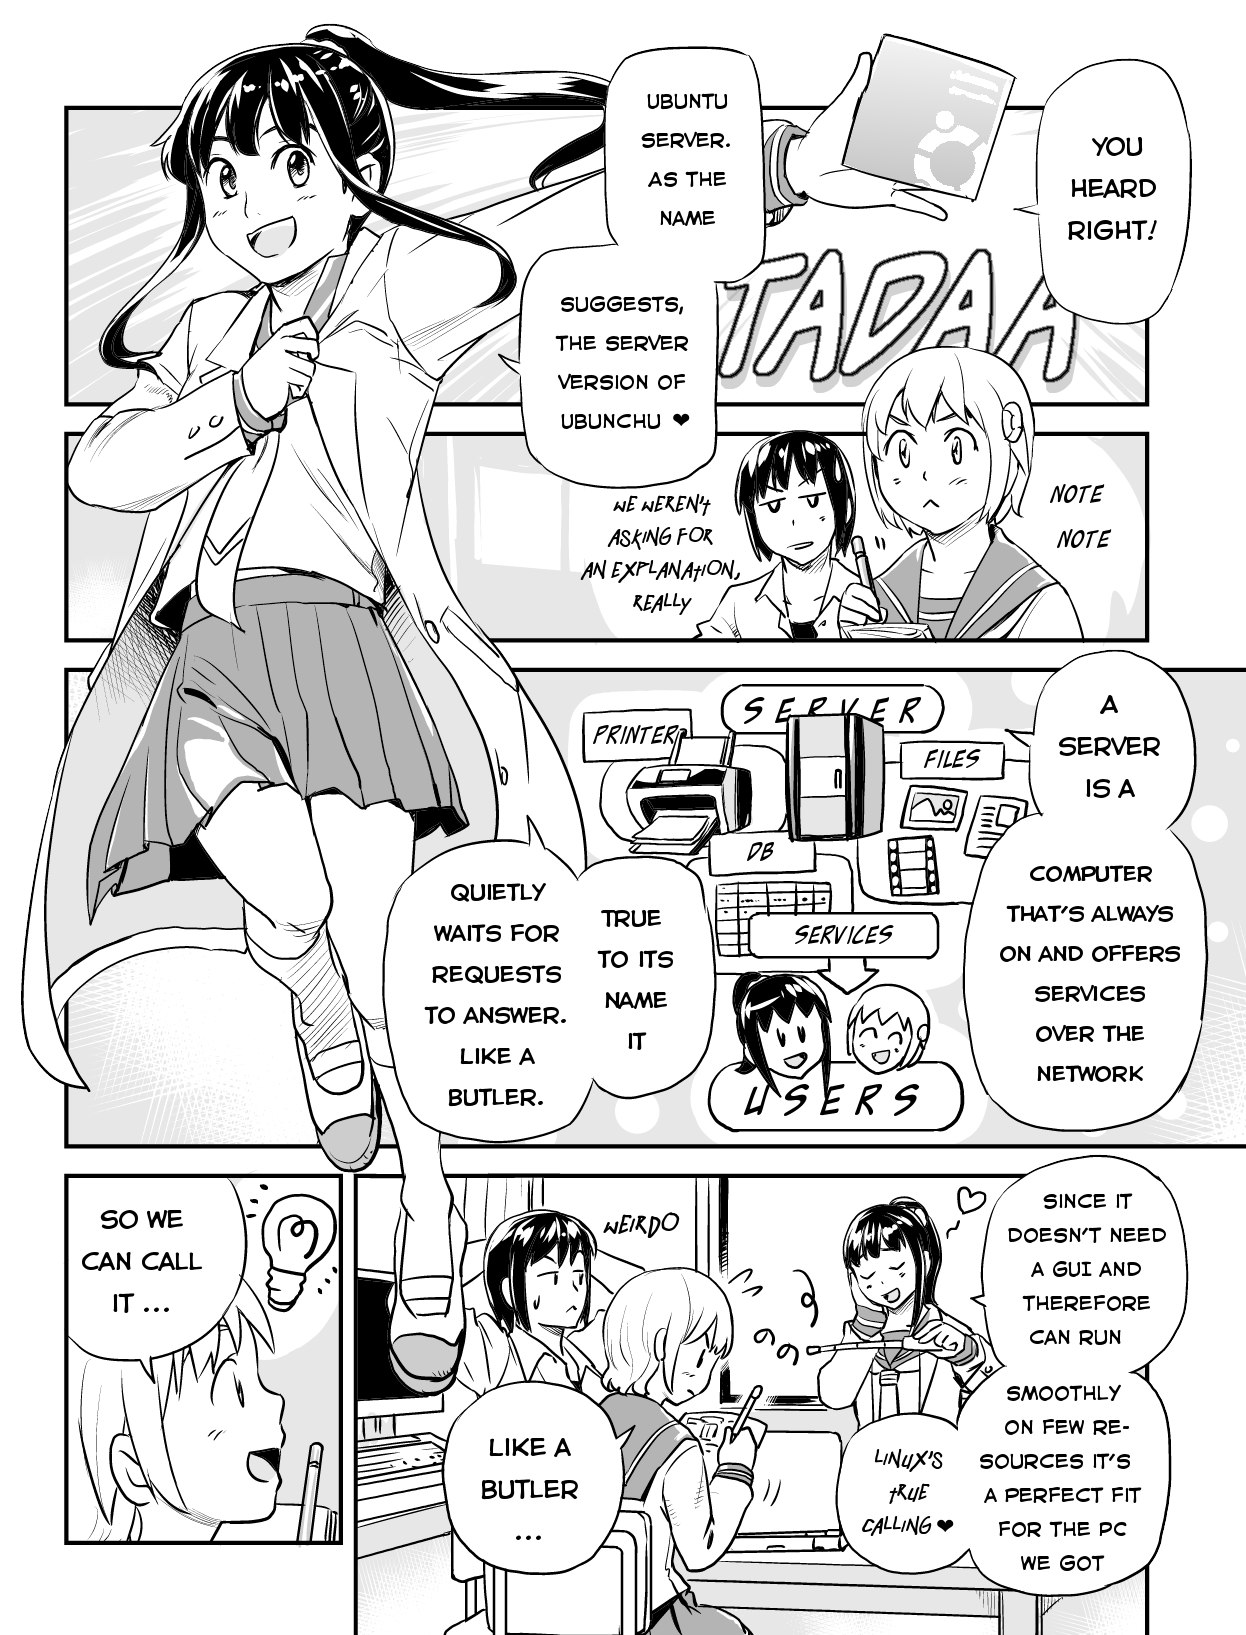 YOU
HEARD
RIGHT!
UBUNTU
SERVER.
AS THE
NAME
SUGGESTS,
THE SERVER
VERSION OF
UBUNCHU ❤
TADAA
NOTE
NOTE
WE WEREN'T
ASKING FOR
AN EXPLANATION,
REALLY
A
SERVER
IS A
COMPUTER
THAT'S ALWAYS
ON AND OFFERS
SERVICES
OVER THE
NETWORK
SERVER
PRINTER
FILES
DB
SERVICES
USERS
TRUE
TO ITS
NAME
IT
QUIETLY
WAITS FOR
REQUESTS
TO ANSWER.
LIKE A
BUTLER.
SO WE
CAN CALL
IT ...
SINCE IT
DOESN'T NEED
A GUI AND
THEREFORE
CAN RUN
SMOOTHLY
ON FEW RE-
SOURCES IT'S
A PERFECT FIT
FOR THE PC
WE GOT
LINUX'S
TRUE
CALLING ❤
WEIRDO
LIKE A
BUTLER
...